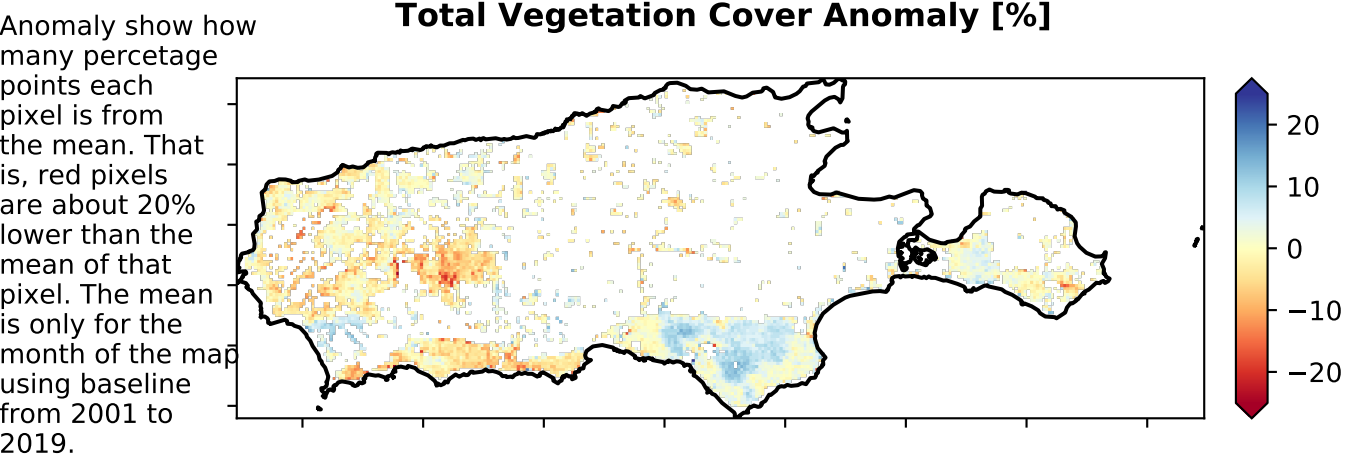 Total Vegetation Cover Anomaly [%]
Anomaly show how
many percetage
points each
pixel is from
the mean. That
is, red pixels
are about 20%
lower than the
mean of that
pixel. The mean
is only for the
month of the map
using baseline
from 2001 to
2019.
20
10
0
−10
−20